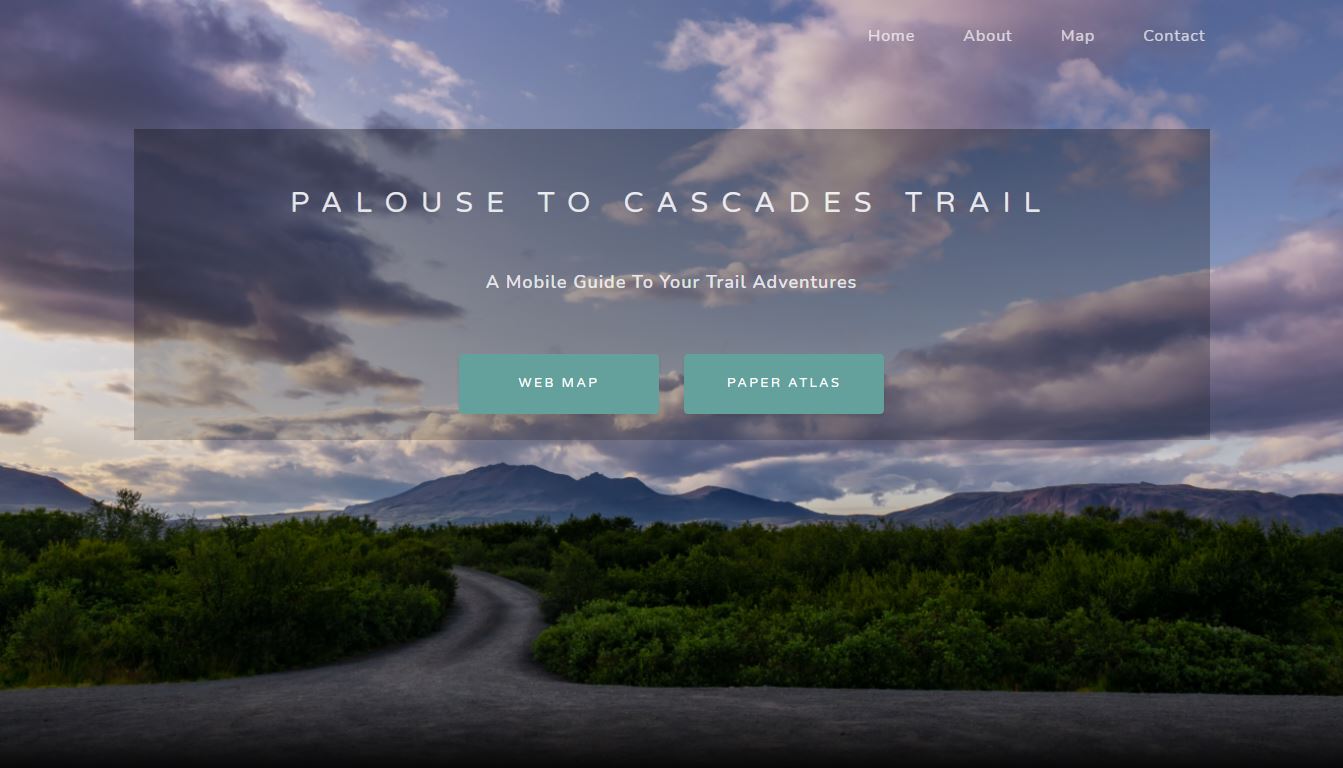 Home About Map Contact
PALOUSE TO CASCADES TRAIL
A Mobile Guide To Your Trail Adventures
WEB MAP PAPER ATLAS